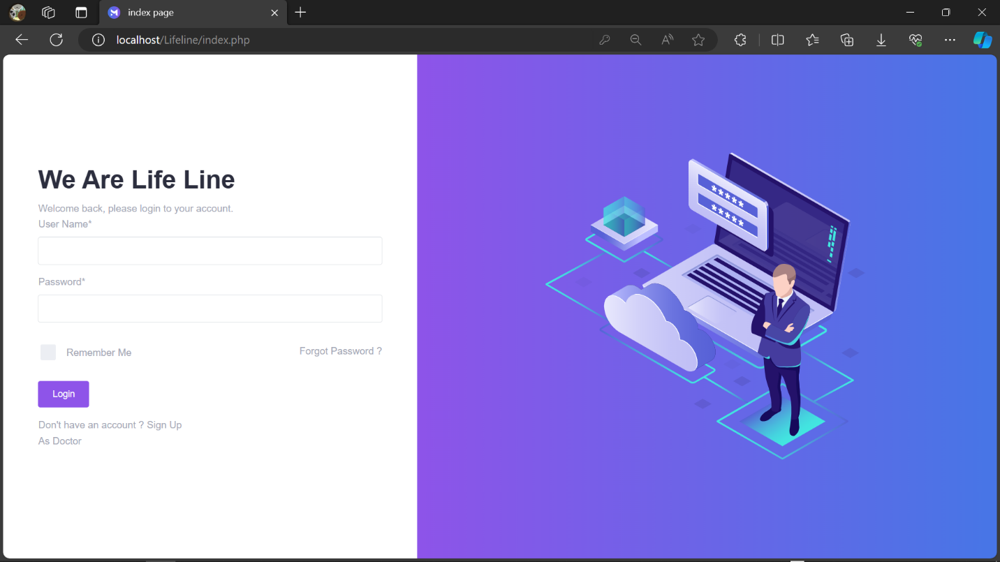 index page
localhost/Lifeline/index.php
We Are Life Line
Welcome back, please login to your account.
User Name*
Password*
Remember Me
Forgot Password ?
Login
Don't have an account ? Sign Up
As Doctor
*****
*****